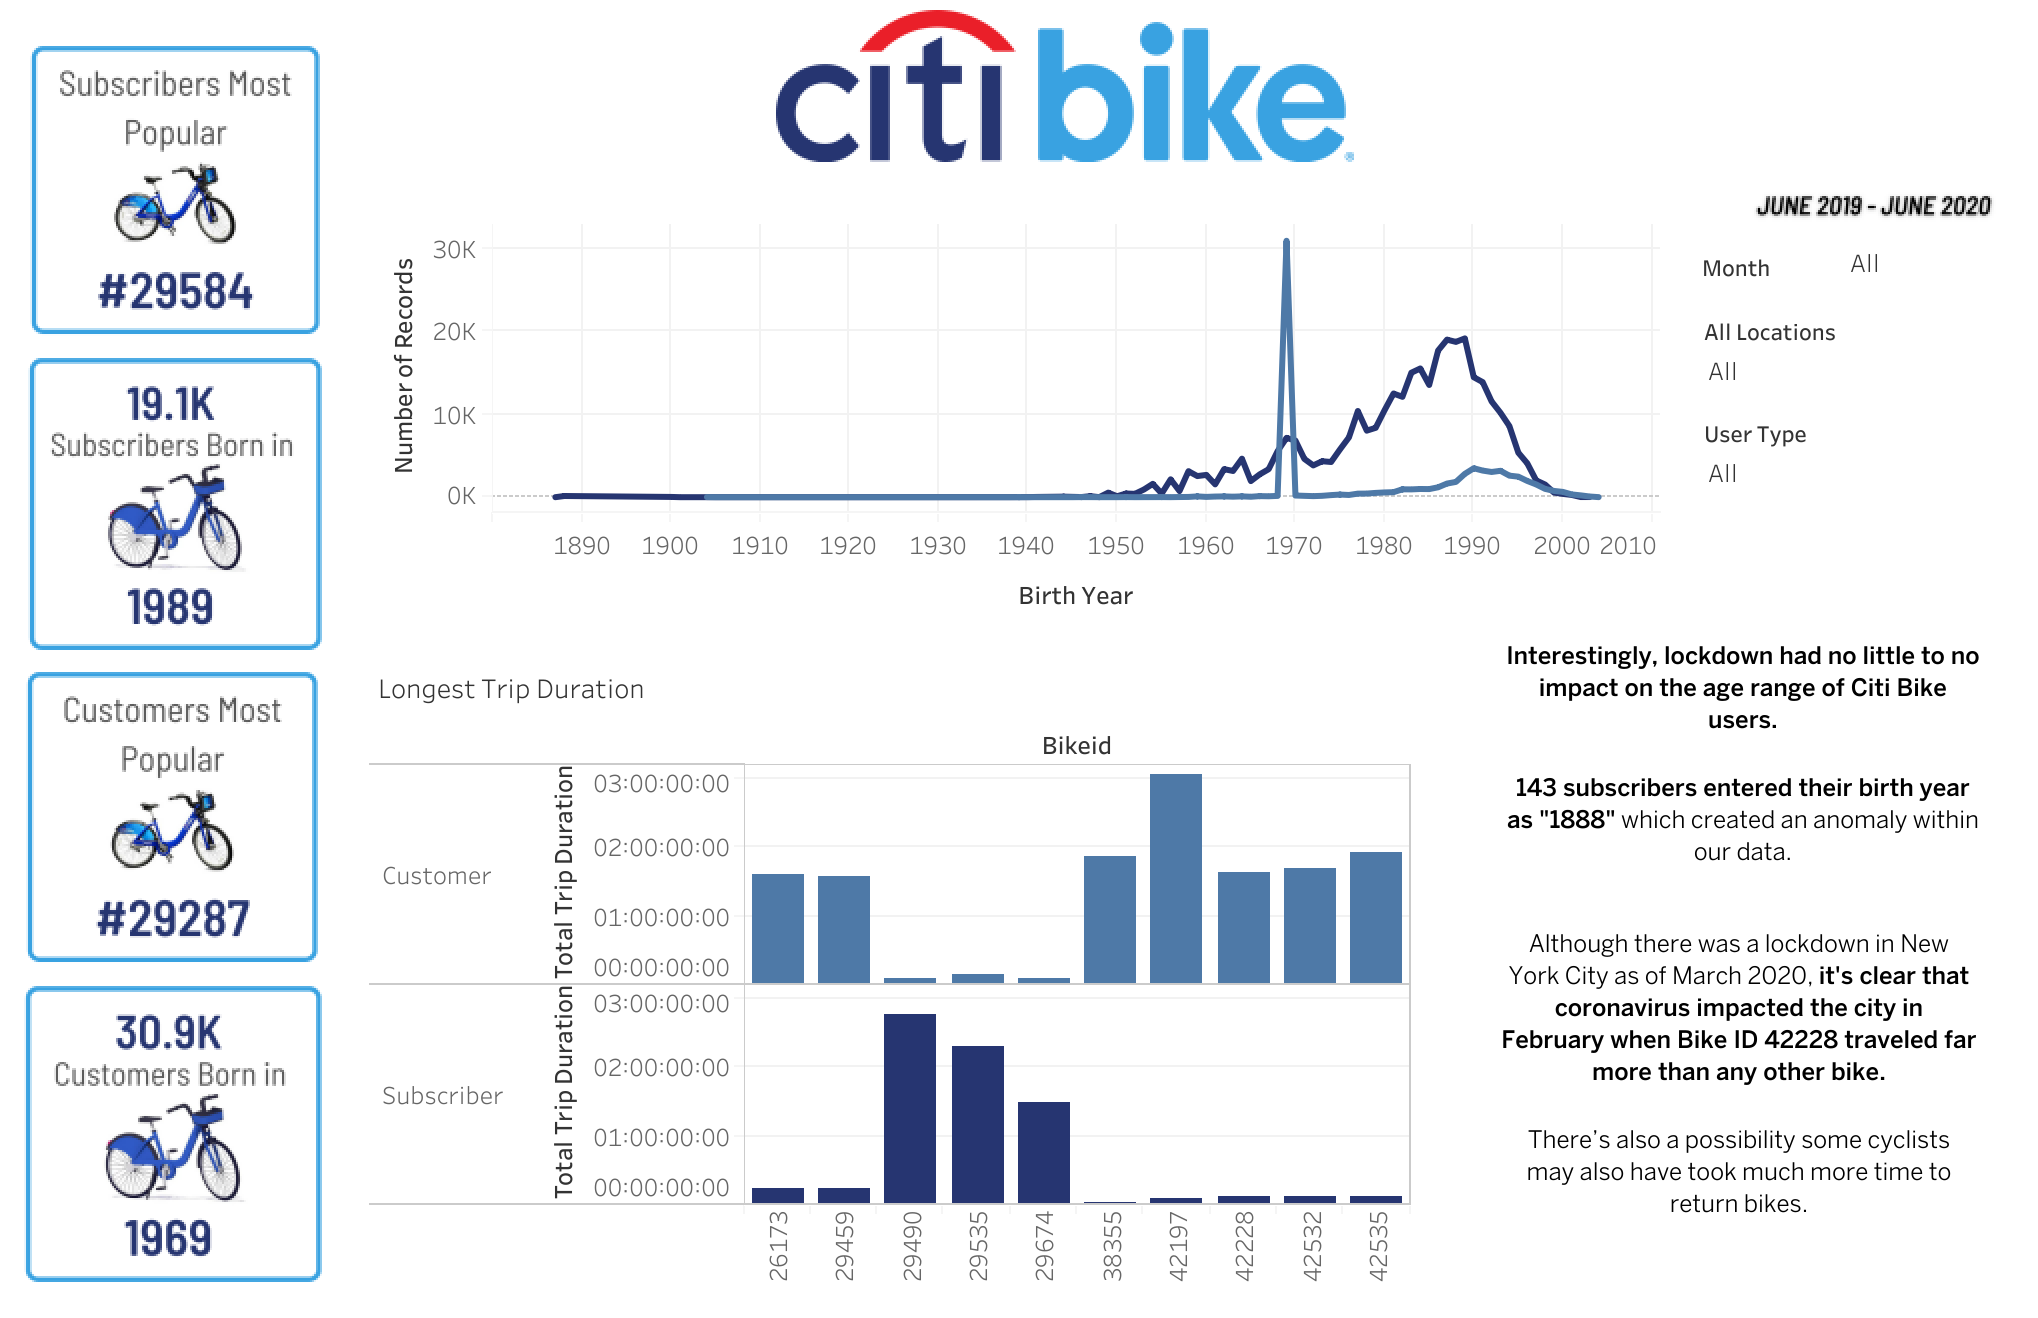 Subscribers Most
Popular
#29584
19.1K
Subscribers Born in
1989
Customers Most
Popular
#29287
30.9K
Customers Born in
1969
citi bike®
JUNE 2019 - JUNE 2020
Month All
All Locations
All
User Type
All
Number of Records
30K
20K
10K
0K
1890 1900 1910 1920 1930 1940 1950 1960 1970 1980 1990 2000 2010
Birth Year
Longest Trip Duration
Bikeid
Customer
Total Trip Duration
03:00:00:00
02:00:00:00
01:00:00:00
00:00:00:00
Subscriber
Total Trip Duration
03:00:00:00
02:00:00:00
01:00:00:00
00:00:00:00
26173
29459
29490
29535
29674
38355
42197
42228
42532
42535
Interestingly, lockdown had no little to no
impact on the age range of Citi Bike
users.
143 subscribers entered their birth year
as "1888" which created an anomaly within
our data.
Although there was a lockdown in New
York City as of March 2020, it's clear that
coronavirus impacted the city in
February when Bike ID 42228 traveled far
more than any other bike.
There's also a possibility some cyclists
may also have took much more time to
return bikes.